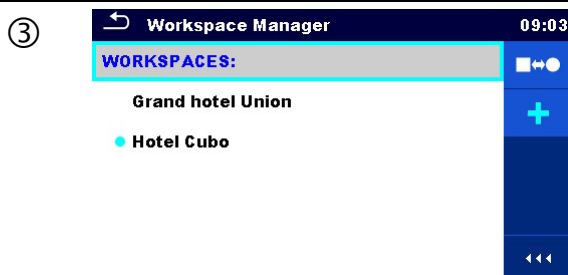 ③
Workspace Manager 09:03
WORKSPACES:
Grand hotel Union
Hotel Cubo